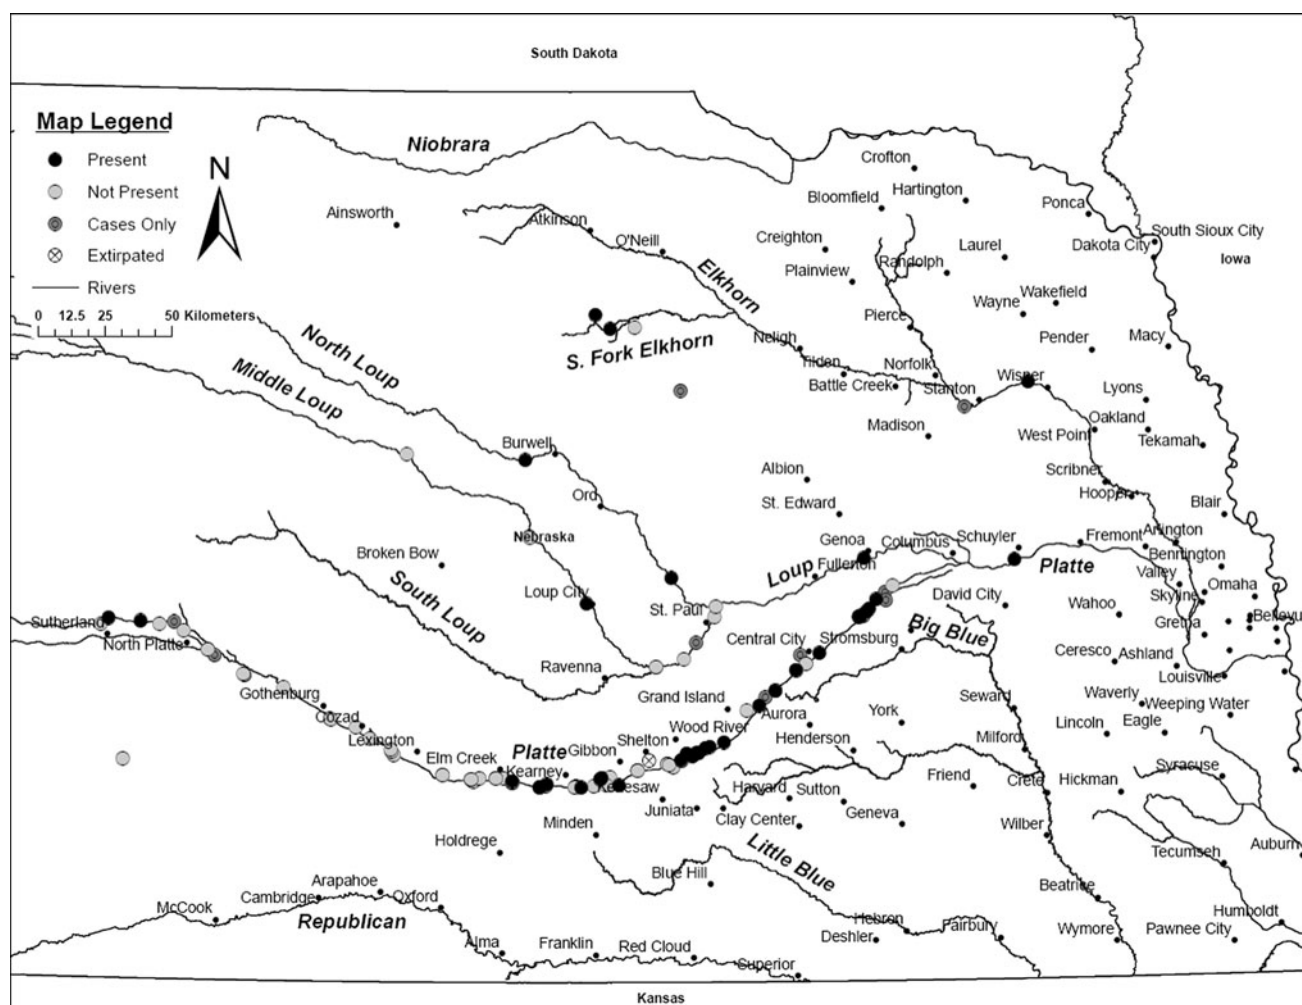 South Dakota
Map Legend
Present
Not Present
Cases Only
Extirpated
Rivers
0 12.5 25 50 Kilometers
N
Niobrara
Crofton
Hartington
Bloomfield
Ainsworth
Atkinson
O'Neill
Ponca
Creighton
Laurel
South Sioux City
Dakota City
Iowa
Plainview
Randolph
Elkhorn
Wayne
Wakefield
Pierce
Neligh
Pender
Macy
North Loup
S. Fork Elkhorn
Tilden
Norfolk
Battle Creek
Stanton
Wisner
Lyons
Middle Loup
Madison
West Point
Oakland
Tekamah
Burwell
Albion
Scribner
Hooper
Ord
St. Edward
Blair
Nebraska
Broken Bow
Genoa
Columbus
Schuyler
Fremont
Arlington
Bennington
Fullerton
Loup
Platte
Valley
Omaha
Loup City
South Loup
St. Paul
David City
Wahoo
Skyline
Sutherland
North Platte
Central City
Stromsburg
Big Blue
Gretna
Bellevu
Ravenna
Ceresco
Ashland
Louisville
Gothenburg
Grand Island
Seward
Waverly
Weeping Water
Cozad
Aurora
York
Lincoln
Eagle
Lexington
Wood River
Elm Creek
Platte
Gibbon
Shelton
Henderson
Milford
Kearney
Kenesaw
Friend
Crete
Hickman
Syracuse
Juniata
Harvard
Sutton
Minden
Clay Center
Geneva
Wilber
Holdrege
Little Blue
Tecumseh
Auburn
Blue Hill
Arapahoe
Cambridge
Oxford
Beatrice
McCook
Republican
Hebron
Humboldt
Alma
Franklin
Red Cloud
Deshler
Fairbury
Wymore
Pawnee City
Superior
Kansas